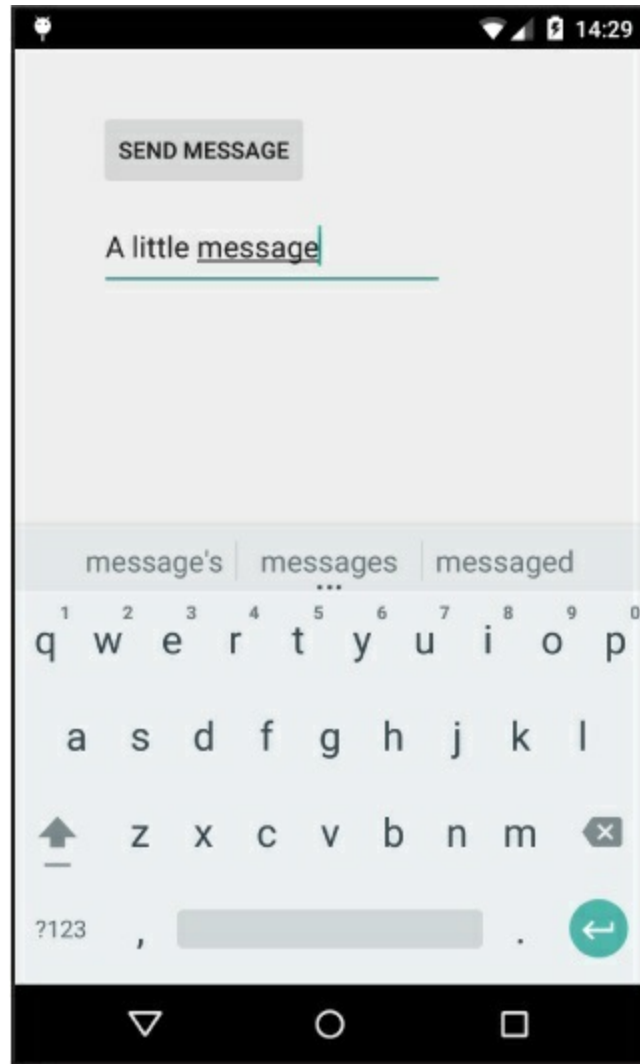 14:29
SEND MESSAGE
A little message
message's messages messaged
1 2 3 4 5 6 7 8 9 0
q w e r t y u i o p
a s d f g h j k l
z x c v b n m
?123 , .